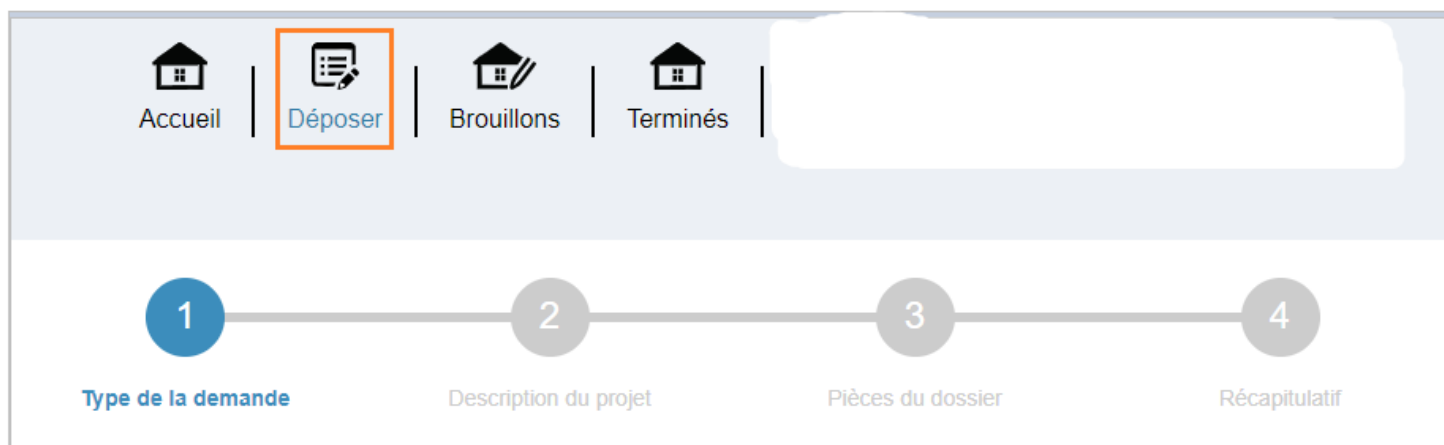 Accueil Déposer Brouillons Terminés
1 2 3 4
Type de la demande Description du projet Pièces du dossier Récapitulatif